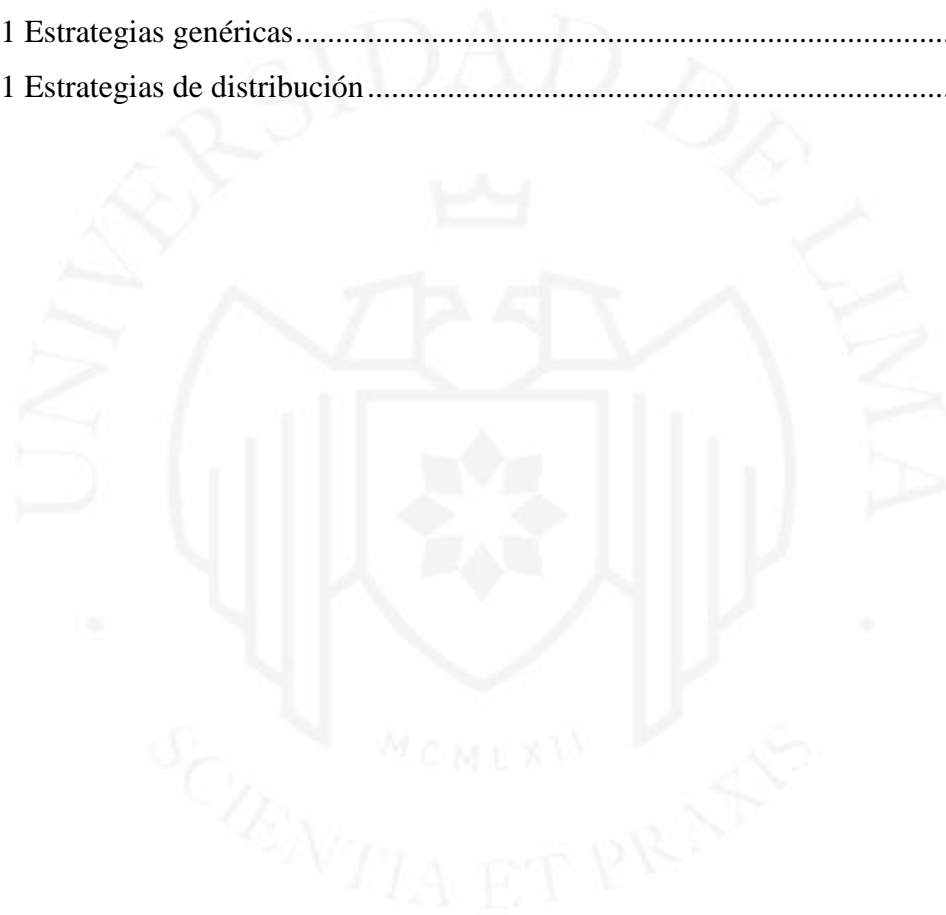 1 Estrategias genéricas................................................................................
1 Estrategias de distribución.......................................................................
UNIVERSIDAD DE LIMA
MCMLXII
SCIENTIA ET PRAXIS